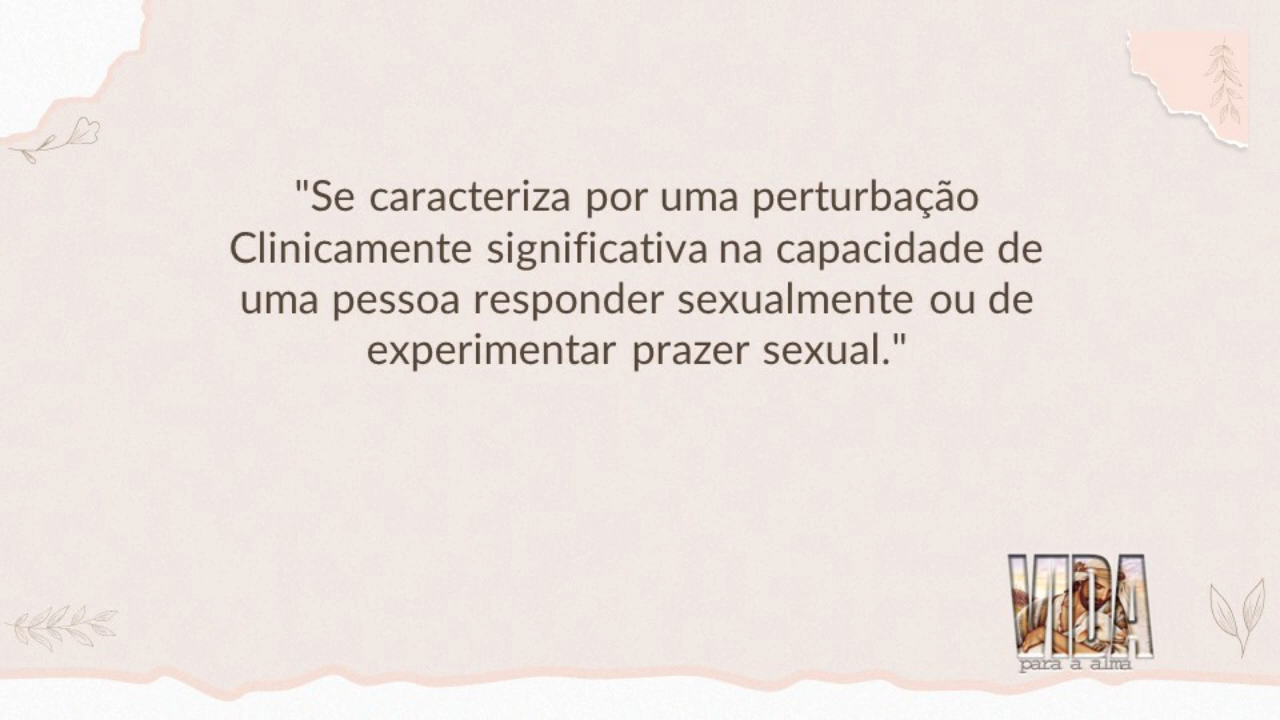 "Se caracteriza por uma perturbação
Clinicamente significativa na capacidade de
uma pessoa responder sexualmente ou de
experimentar prazer sexual."
VIDA
para a alma